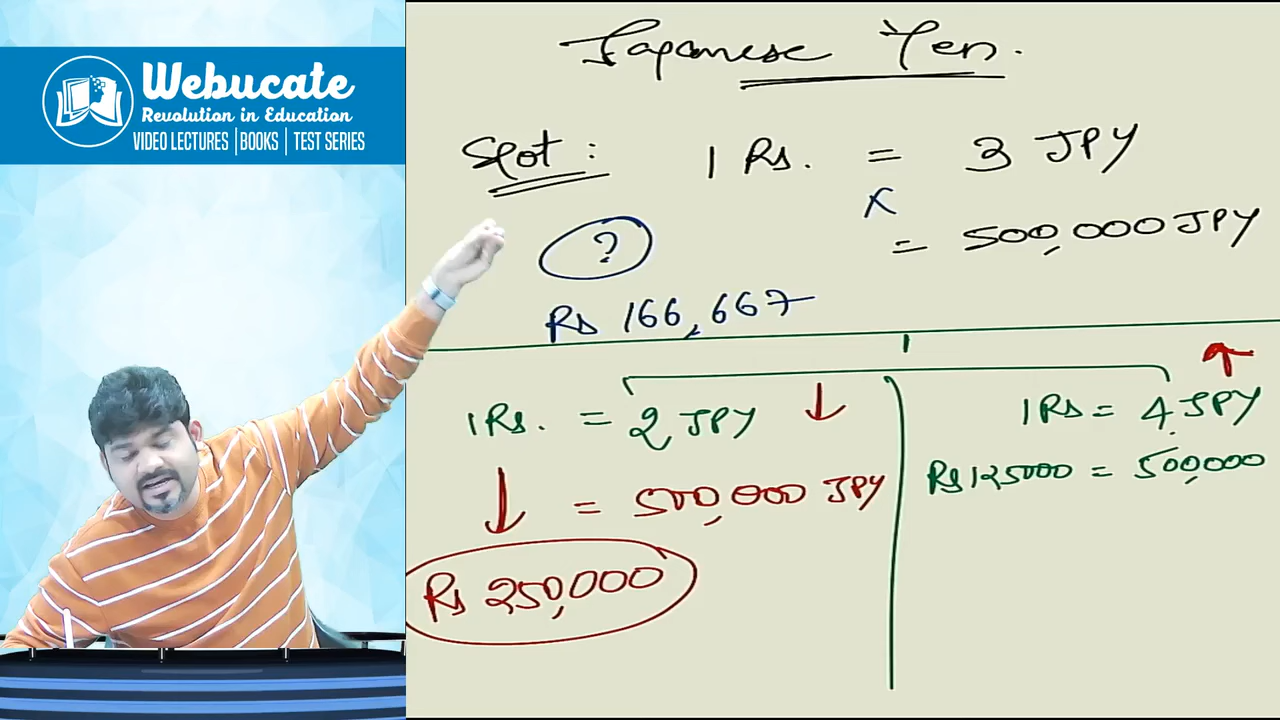 Webucate
Revolution in Education
VIDEO LECTURES | BOOKS | TEST SERIES
Japanese Yen.
Spot : 1 Rs. = 3 JPY
x
? = 500,000 JPY
Rs 166,667
1 Rs. = 2 JPY ↓
↓ = 500,000 JPY
Rs 250,000
↑
1 Rs = 4 JPY
Rs 125000 = 500,000